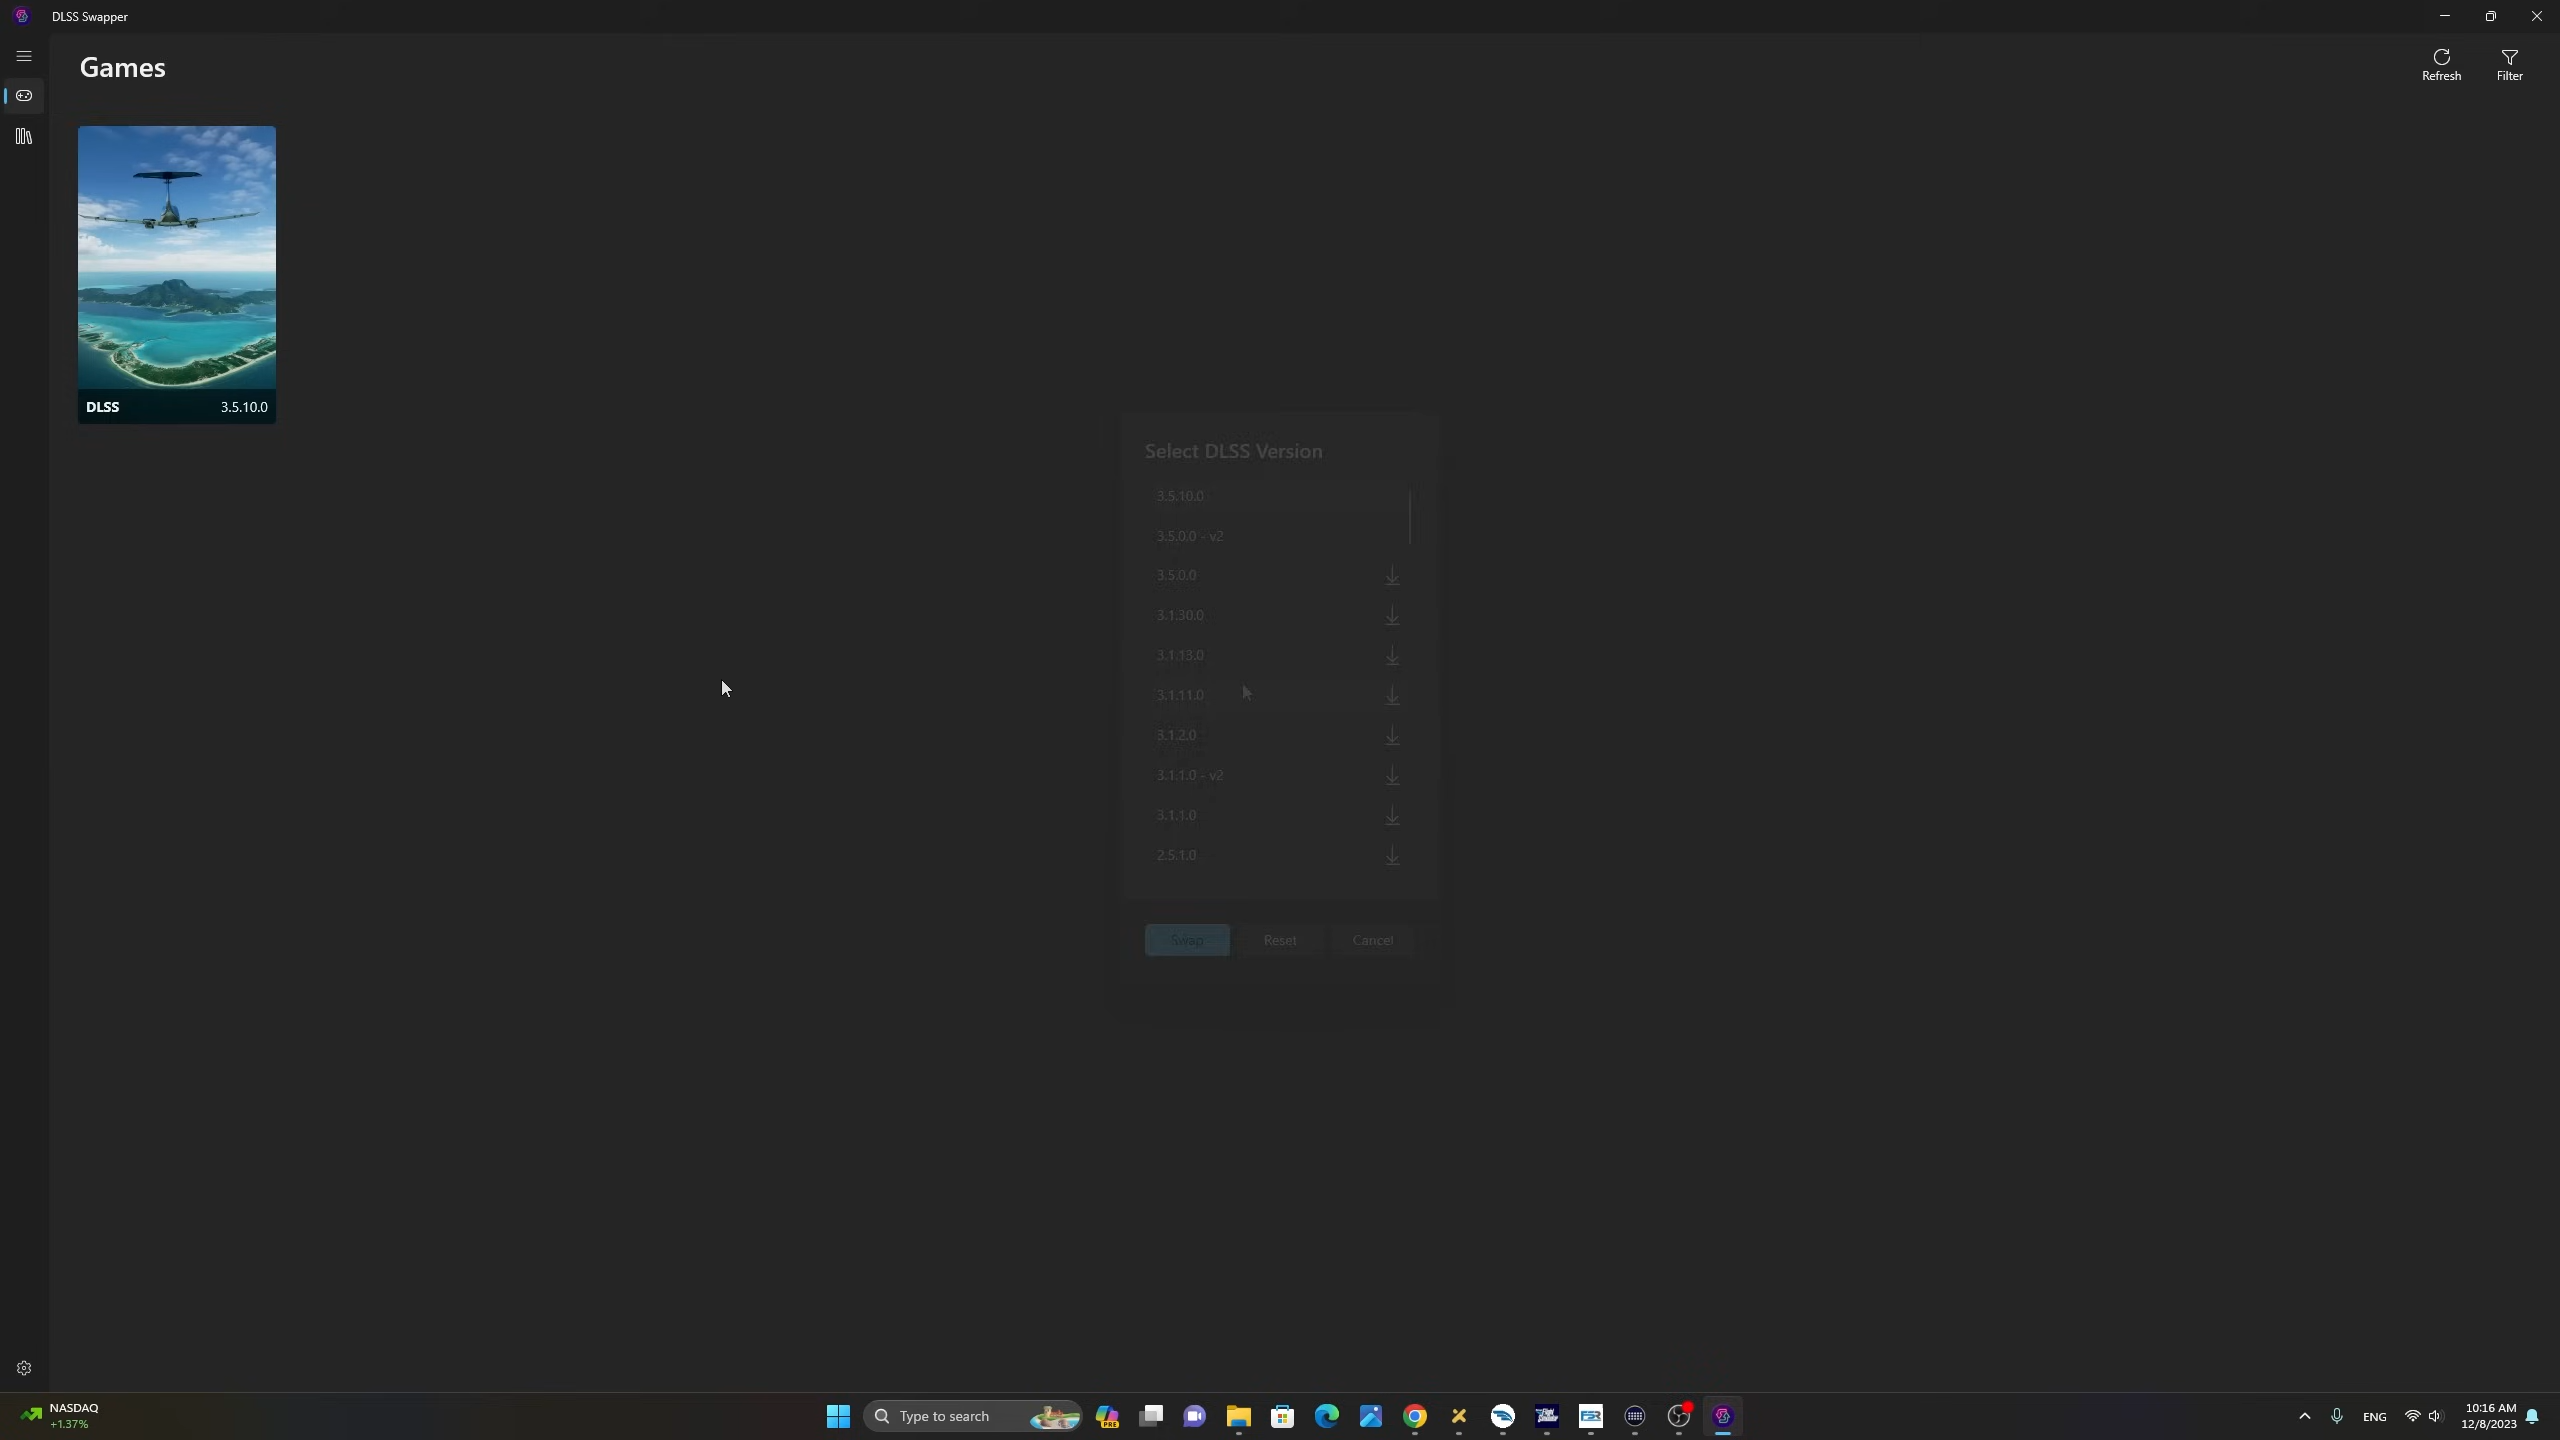 DLSS Swapper
Games
Refresh
Filter
DLSS 3.5.10.0
Select DLSS Version
3.5.10.0
3.5.0.0 - v2
3.5.0.0
3.1.30.0
3.1.13.0
3.1.11.0
3.1.2.0
3.1.1.0 - v2
3.1.1.0
2.5.1.0
Swap
Reset
Cancel
NASDAQ
+1.37%
Type to search
PRE
FSR
ENG
10:16 AM
12/8/2023